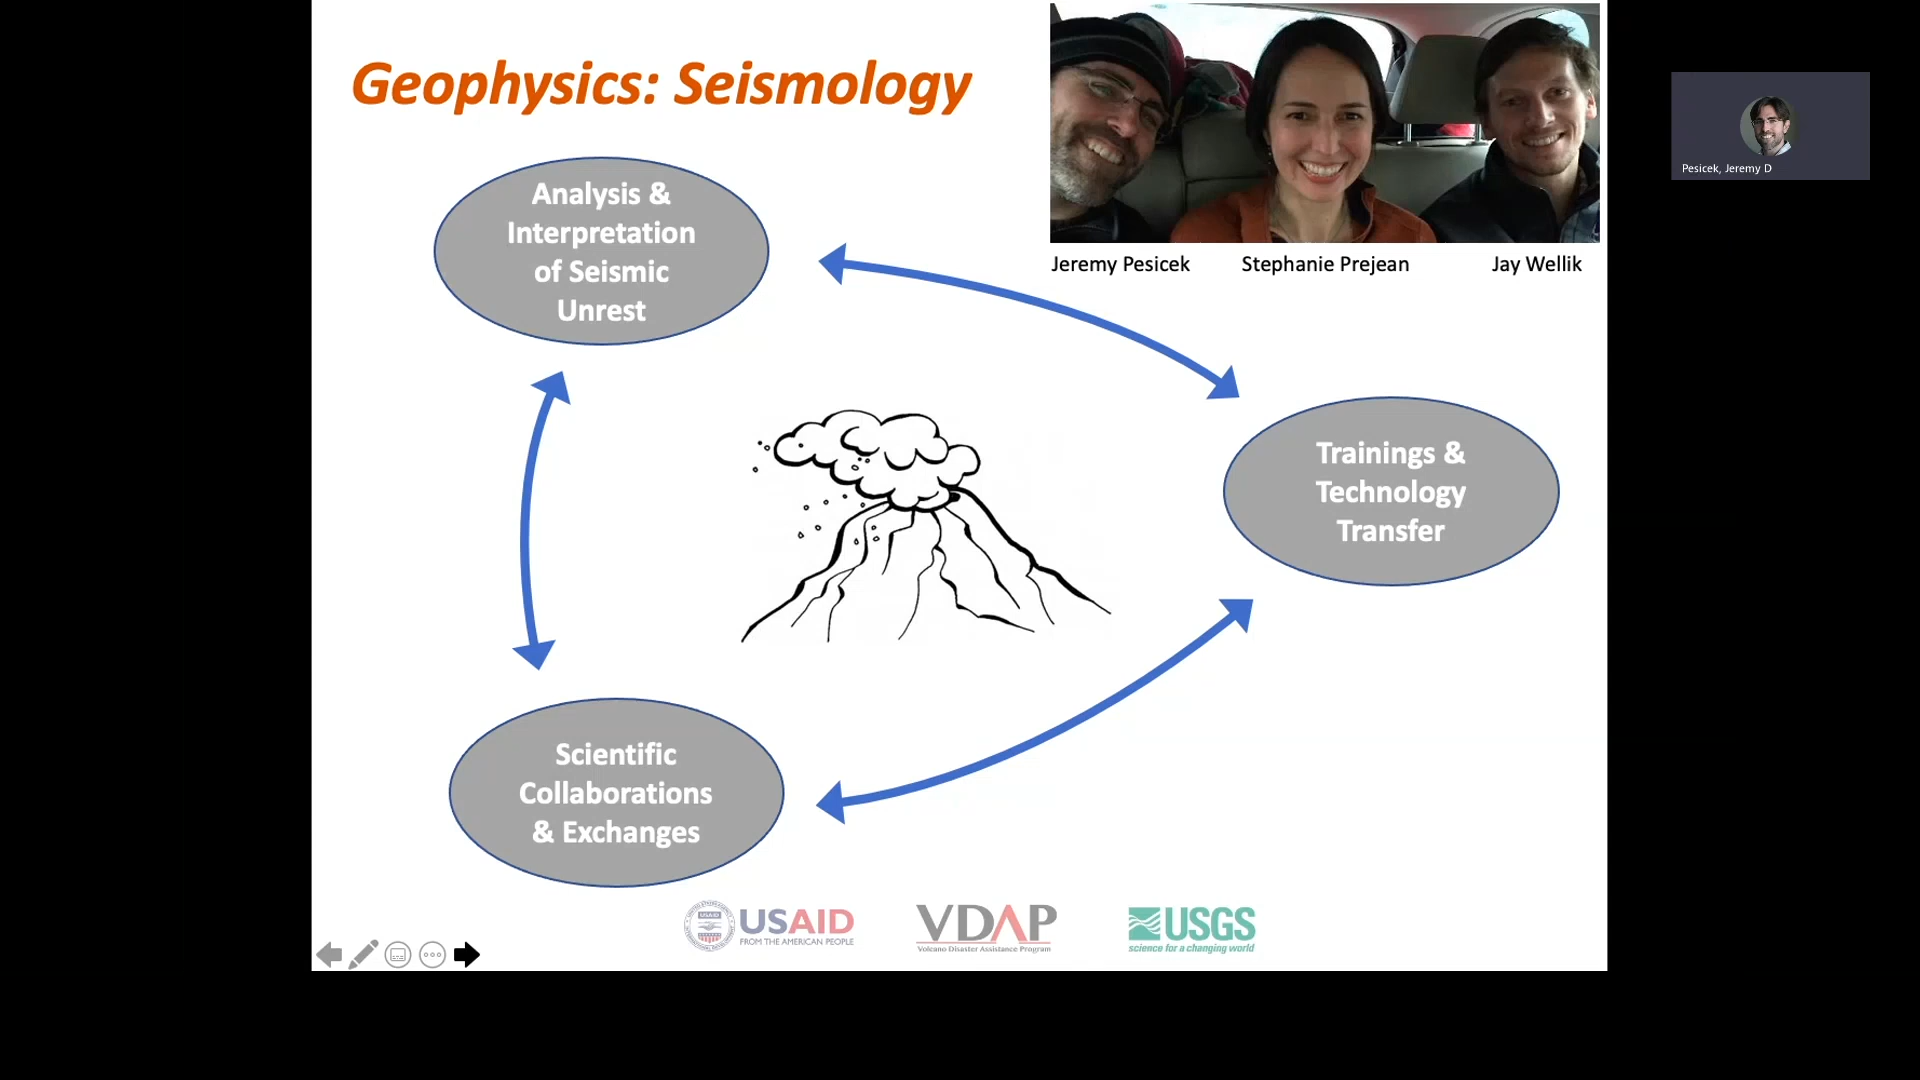 Geophysics: Seismology
Analysis &
Interpretation
of Seismic
Unrest
Jeremy Pesicek
Stephanie Prejean
Jay Wellik
Pesicek, Jeremy D
Trainings &
Technology
Transfer
Scientific
Collaborations
& Exchanges
USAID
FROM THE AMERICAN PEOPLE
VDAP
Volcano Disaster Assistance Program
USGS
science for a changing world